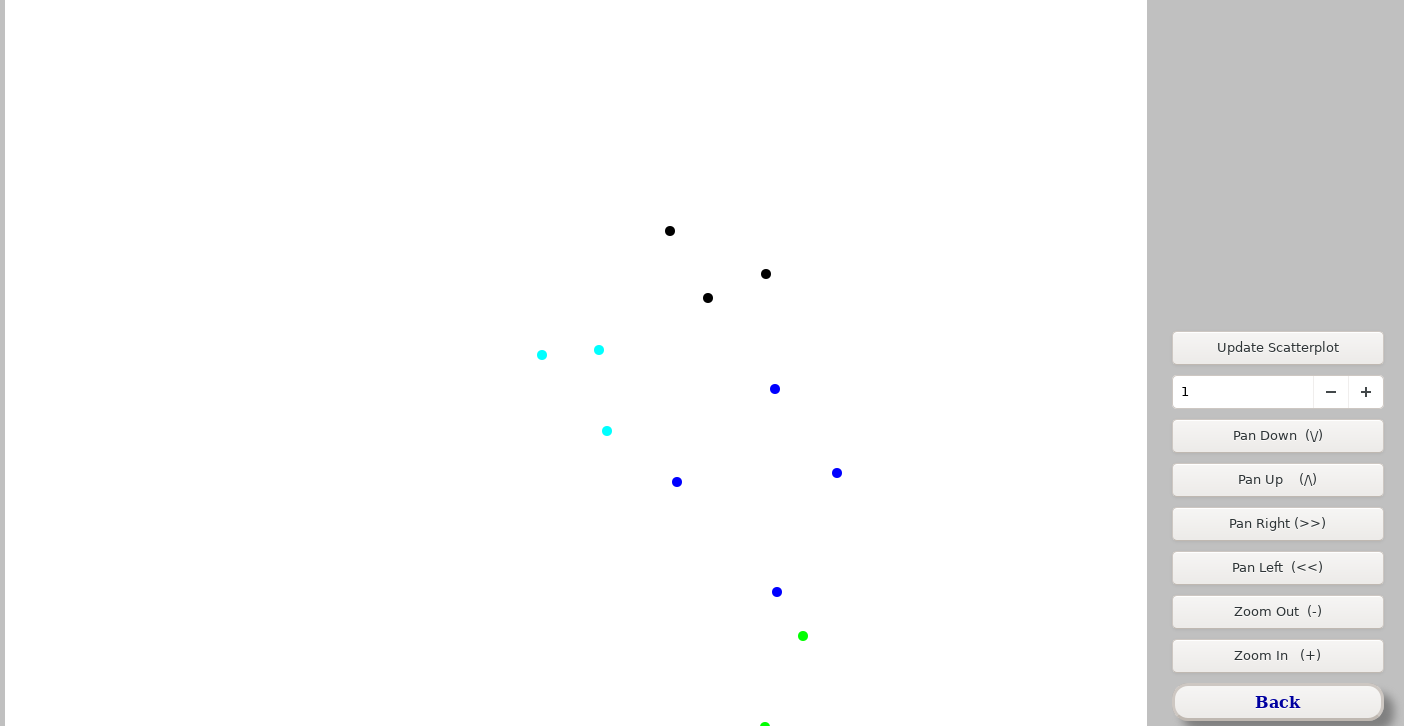 Update Scatterplot
1
Pan Down (\/)
Pan Up (/\)
Pan Right (>>)
Pan Left (<<)
Zoom Out (-)
Zoom In (+)
Back